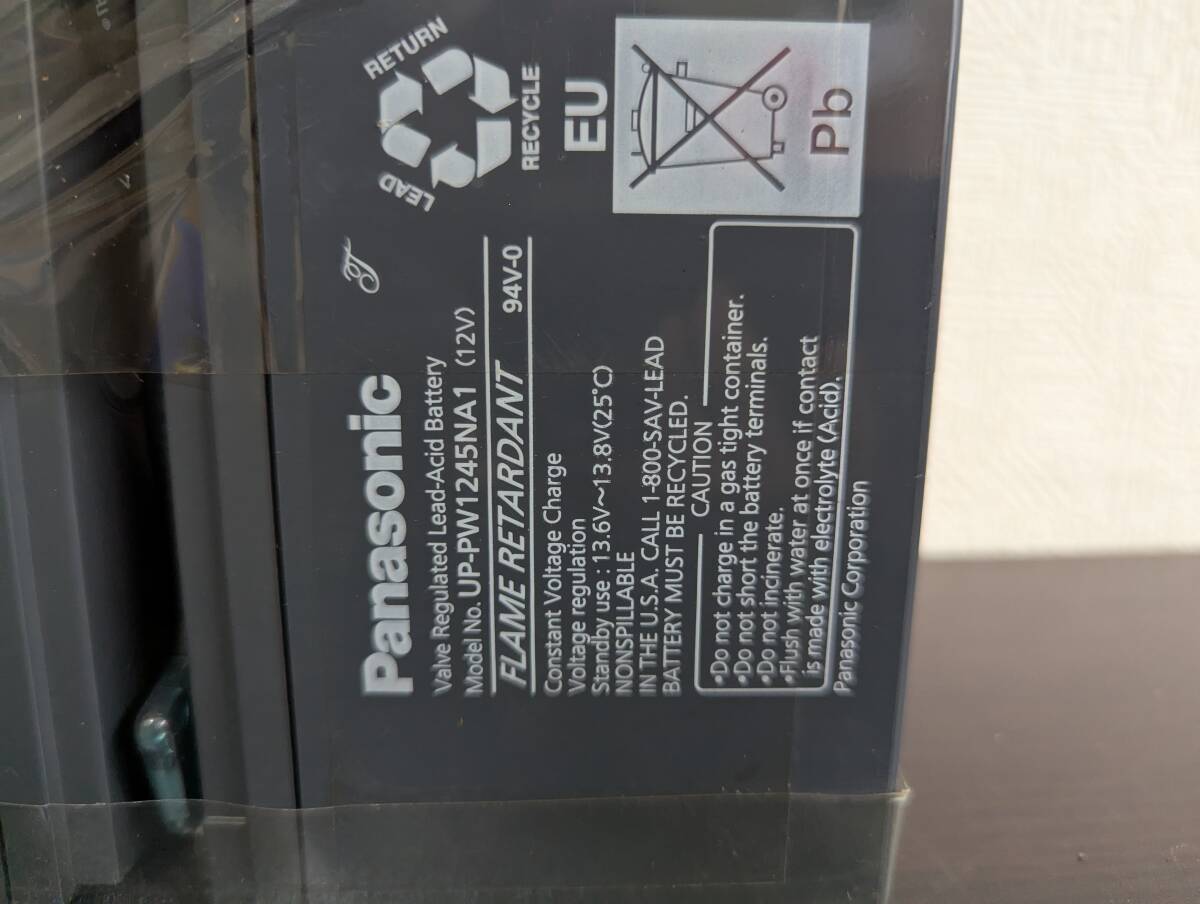 Panasonic
Valve Regulated Lead-Acid Battery
Model No. UP-PW1245NA1 (12V)
FLAME RETARDANT 94V-0
Constant Voltage Charge
Voltage regulation
Standby use : 13.6V～13.8V(25℃)
NONSPILLABLE
IN THE U.S.A. CALL 1-800-SAV-LEAD
BATTERY MUST BE RECYCLED.
CAUTION
•Do not charge in a gas tight container.
•Do not short the battery terminals.
•Do not incinerate.
•Flush with water at once if contact
is made with electrolyte (Acid).
Panasonic Corporation
LEAD
RETURN
RECYCLE
EU
Pb